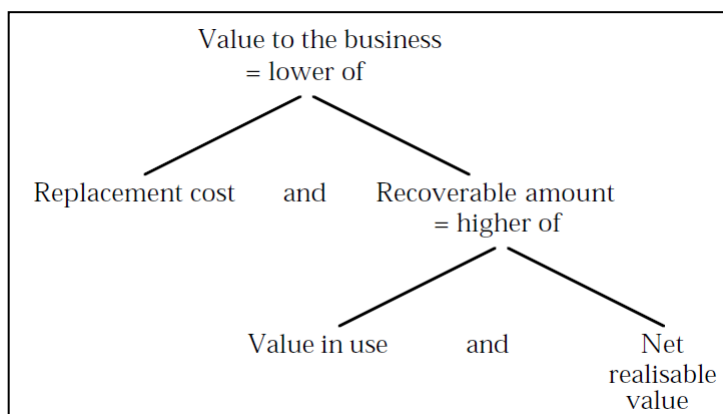 Value to the business
= lower of
Replacement cost and Recoverable amount
= higher of
Value in use and Net
realisable
value